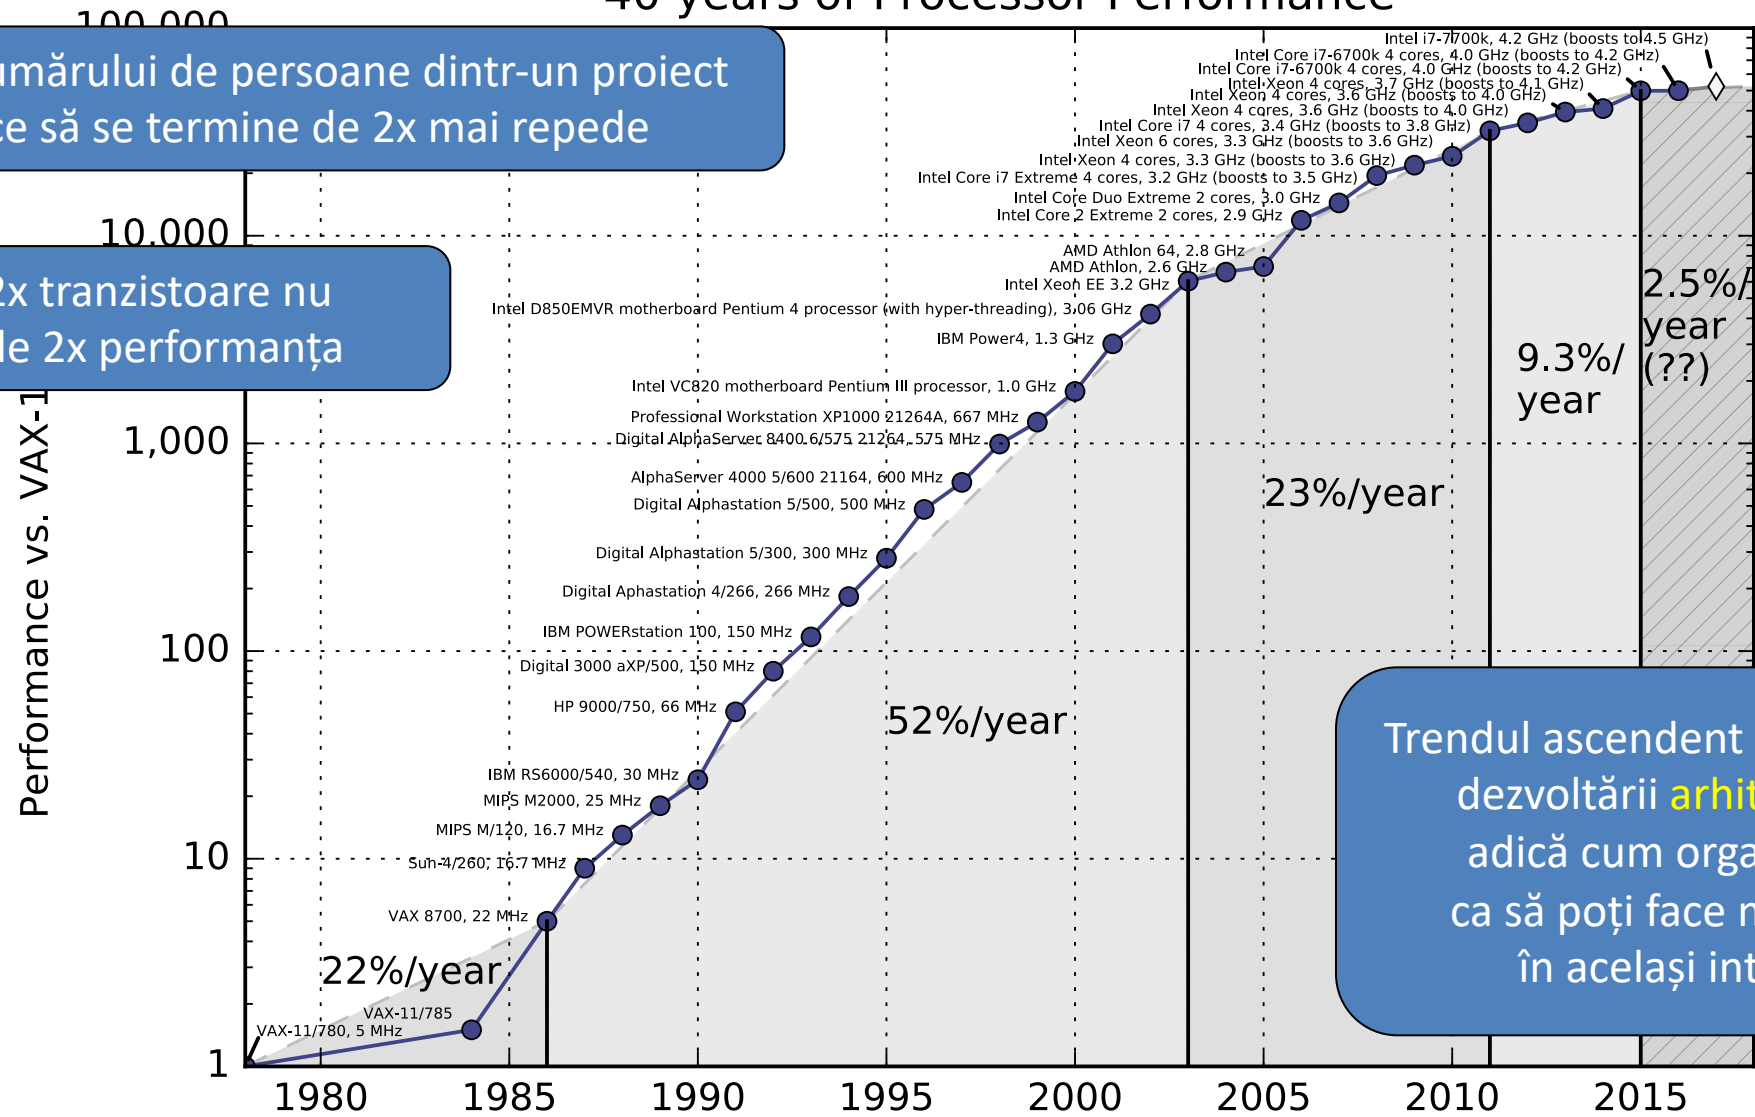 40 years of Processor Performance
100,000
umărului de persoane dintr-un proiect
ce să se termine de 2x mai repede
10,000
2x tranzistoare nu
de 2x performanța
1,000
100
10
1
Performance vs. VAX-1
Intel i7-7700k, 4.2 GHz (boosts to 4.5 GHz)
Intel Core i7-6700k 4 cores, 4.0 GHz (boosts to 4.2 GHz)
Intel Core i7-6700k 4 cores, 4.0 GHz (boosts to 4.2 GHz)
Intel Xeon 4 cores, 3.7 GHz (boosts to 4.1 GHz)
Intel Xeon 4 cores, 3.6 GHz (boosts to 4.0 GHz)
Intel Xeon 4 cores, 3.6 GHz (boosts to 4.0 GHz)
Intel Core i7 4 cores, 3.4 GHz (boosts to 3.8 GHz)
Intel Xeon 6 cores, 3.3 GHz (boosts to 3.6 GHz)
Intel Xeon 4 cores, 3.3 GHz (boosts to 3.6 GHz)
Intel Core i7 Extreme 4 cores, 3.2 GHz (boosts to 3.5 GHz)
Intel Core Duo Extreme 2 cores, 3.0 GHz
Intel Core 2 Extreme 2 cores, 2.9 GHz
AMD Athlon 64, 2.8 GHz
AMD Athlon, 2.6 GHz
Intel Xeon EE 3.2 GHz
Intel D850EMVR motherboard Pentium 4 processor (with hyper-threading), 3.06 GHz
IBM Power4, 1.3 GHz
Intel VC820 motherboard Pentium III processor, 1.0 GHz
Professional Workstation XP1000 21264A, 667 MHz
Digital AlphaServer 8400 6/575 21264, 575 MHz
AlphaServer 4000 5/600 21164, 600 MHz
Digital Alphastation 5/500, 500 MHz
Digital Alphastation 5/300, 300 MHz
Digital Aphastation 4/266, 266 MHz
IBM POWERstation 100, 150 MHz
Digital 3000 aXP/500, 150 MHz
HP 9000/750, 66 MHz
IBM RS6000/540, 30 MHz
MIPS M2000, 25 MHz
MIPS M/120, 16.7 MHz
Sun-4/260, 16.7 MHz
VAX 8700, 22 MHz
VAX-11/785
VAX-11/780, 5 MHz
22%/year
52%/year
23%/year
9.3%/
year
2.5%/
year
(??)
Trendul ascendent
dezvoltării arhit
adică cum orga
ca să poți face m
în același int
1980 1985 1990 1995 2000 2005 2010 2015